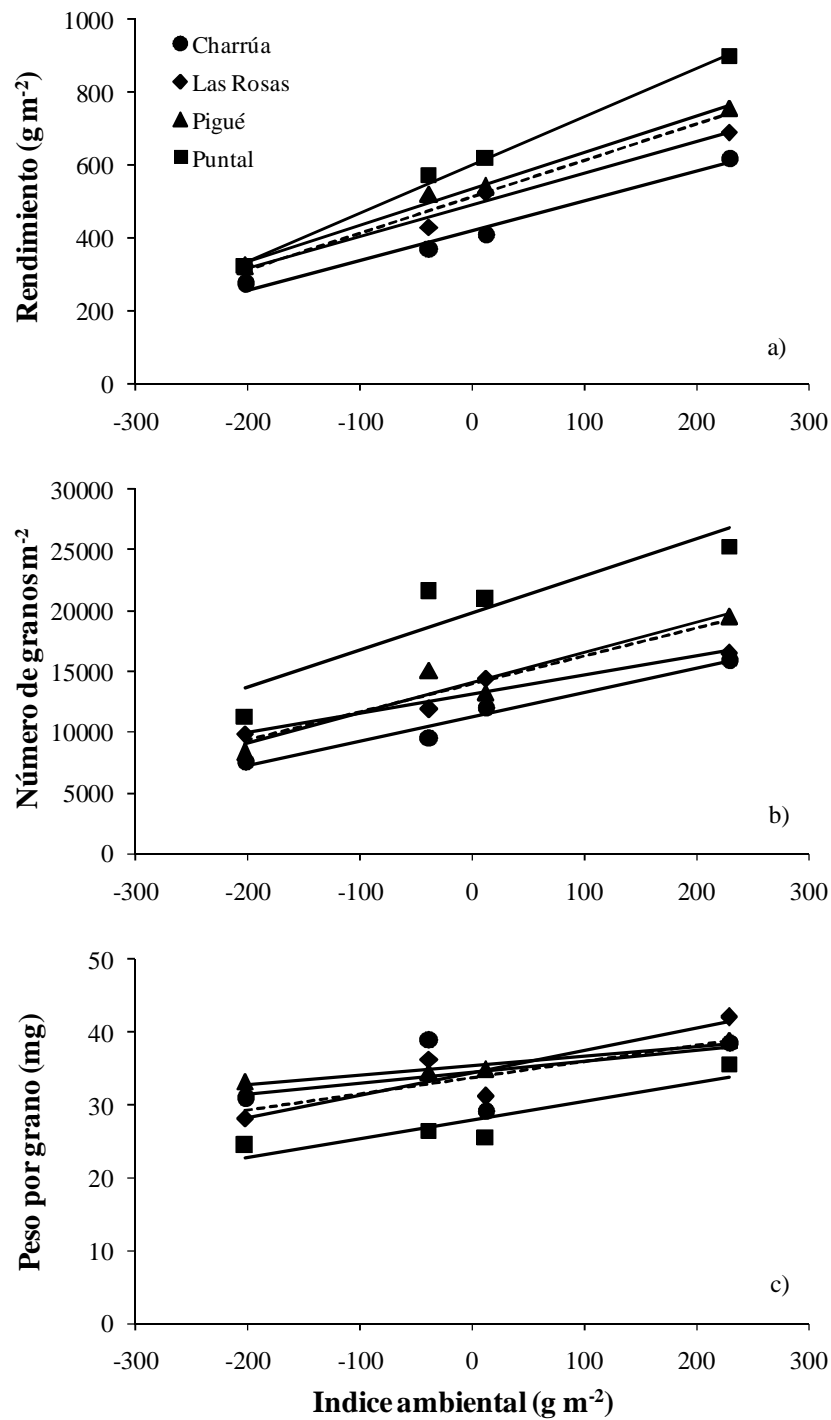 1000
Charrúa
800
Las Rosas
Pigué
600
Puntal
400
200
0
Rendimiento (g m-2)
a)
-300 -200 -100 0 100 200 300
30000
25000
20000
15000
10000
5000
0
Número de granos m-2
b)
-300 -200 -100 0 100 200 300
50
40
30
20
10
0
Peso por grano (mg)
c)
-300 -200 -100 0 100 200 300
Indice ambiental (g m-2)